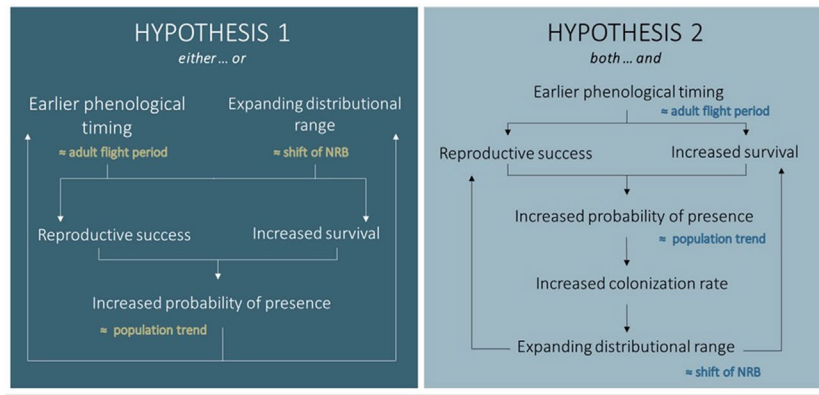 HYPOTHESIS 1
either … or
Earlier phenological
timing
≈ adult flight period
Expanding distributional
range
≈ shift of NRB
Reproductive success
Increased survival
Increased probability of presence
≈ population trend
HYPOTHESIS 2
both … and
Earlier phenological timing
≈ adult flight period
Reproductive success
Increased survival
Increased probability of presence
≈ population trend
Increased colonization rate
Expanding distributional range
≈ shift of NRB